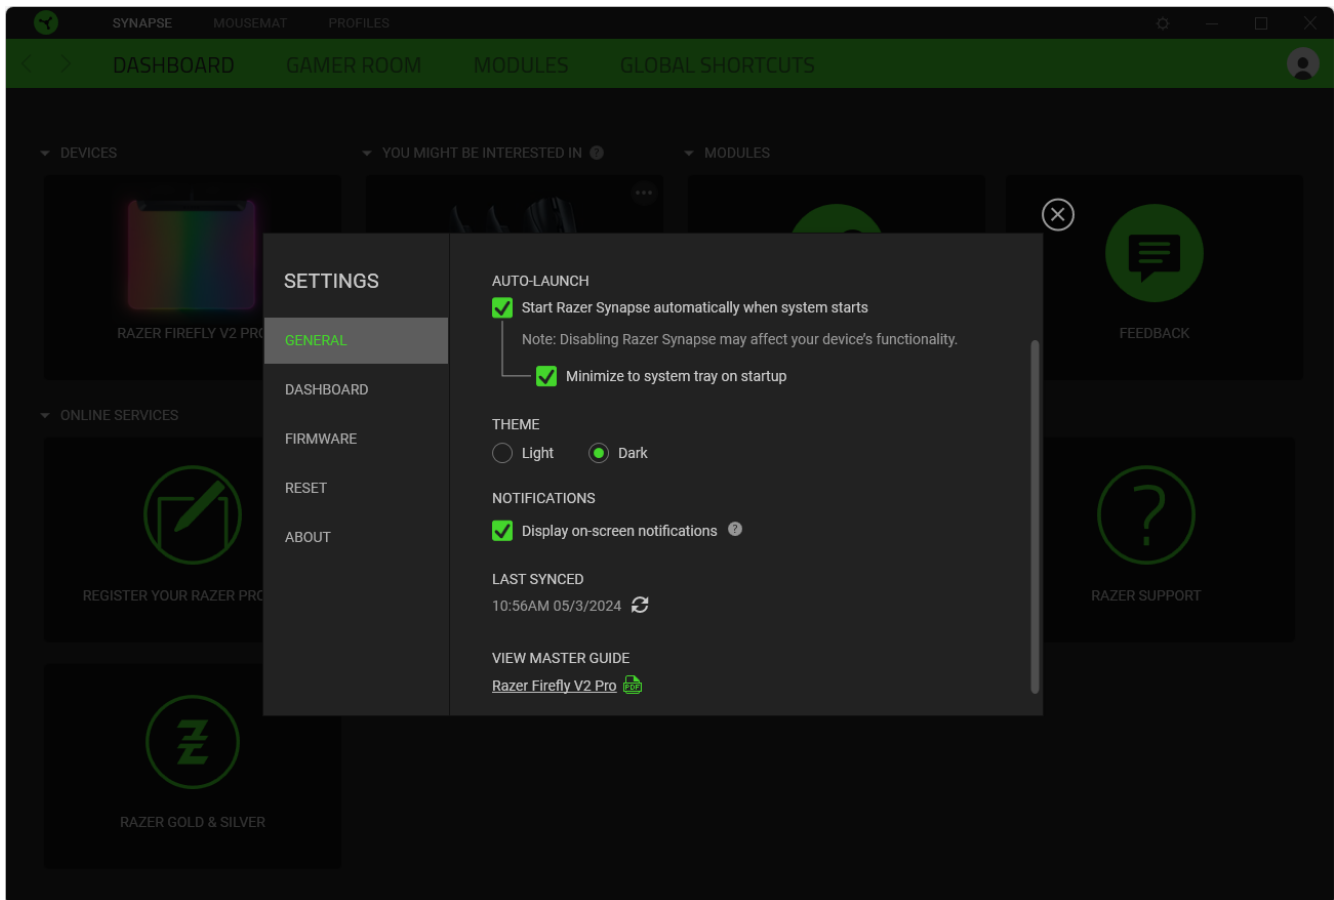 SYNAPSE MOUSEMAT PROFILES
DASHBOARD GAMER ROOM MODULES GLOBAL SHORTCUTS
DEVICES
YOU MIGHT BE INTERESTED IN ?
MODULES
RAZER FIREFLY V2 PRO
FEEDBACK
ONLINE SERVICES
REGISTER YOUR RAZER
RAZER SUPPORT
RAZER GOLD & SILVER
SETTINGS
GENERAL
DASHBOARD
FIRMWARE
RESET
ABOUT
AUTO-LAUNCH
Start Razer Synapse automatically when system starts
Note: Disabling Razer Synapse may affect your device’s functionality.
Minimize to system tray on startup
THEME
Light Dark
NOTIFICATIONS
Display on-screen notifications ?
LAST SYNCED
10:56AM 05/3/2024
VIEW MASTER GUIDE
Razer Firefly V2 Pro PDF